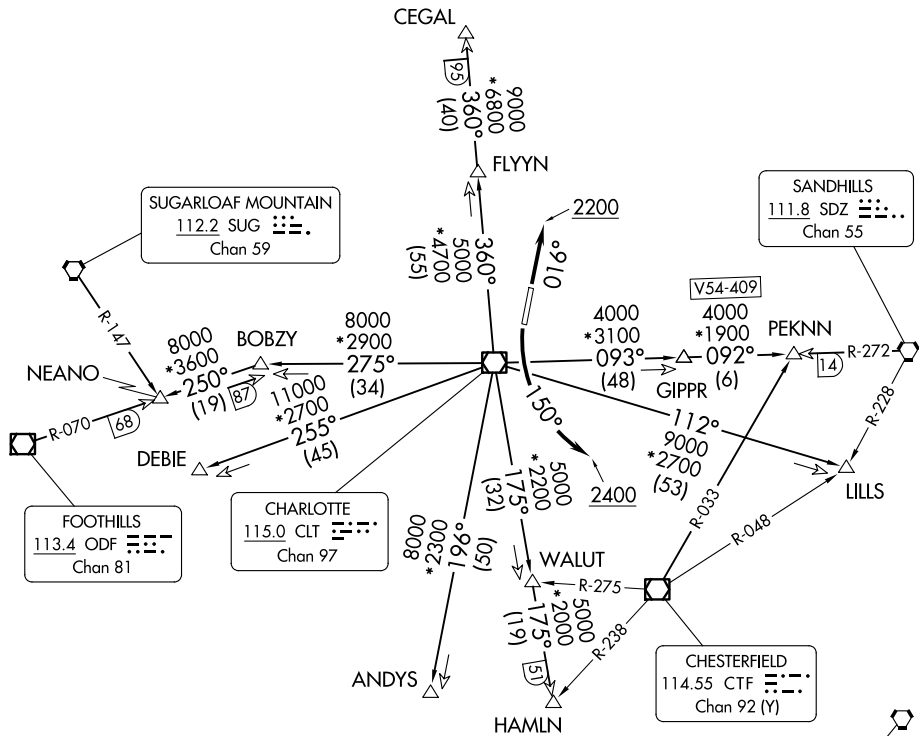 CEGAL
95
360°
(40)
*6800
9000
FLYYN
SUGARLOAF MOUNTAIN
112.2 SUG
Chan 59
SANDHILLS
111.8 SDZ
Chan 55
2200
016°
360°
(55)
*4700
5000
R-147
V54-409
NEANO
8000
*3600
250°
(19)
87
BOBZY
8000
*2900
275°
(34)
4000
*3100
093°
(48)
GIPPR
4000
*1900
092°
(6)
PEKNN
14
R-272
R-228
R-070
68
DEBIE
11000
*2700
255°
(45)
150°
2400
112°
9000
*2700
(53)
LILLS
FOOTHILLS
113.4 ODF
Chan 81
CHARLOTTE
115.0 CLT
Chan 97
5000
*2200
175°
(32)
196°
(50)
*2300
8000
R-033
R-048
WALUT
R-275
5000
*2000
175°
(19)
51
R-238
ANDYS
HAMLN
CHESTERFIELD
114.55 CTF
Chan 92 (Y)